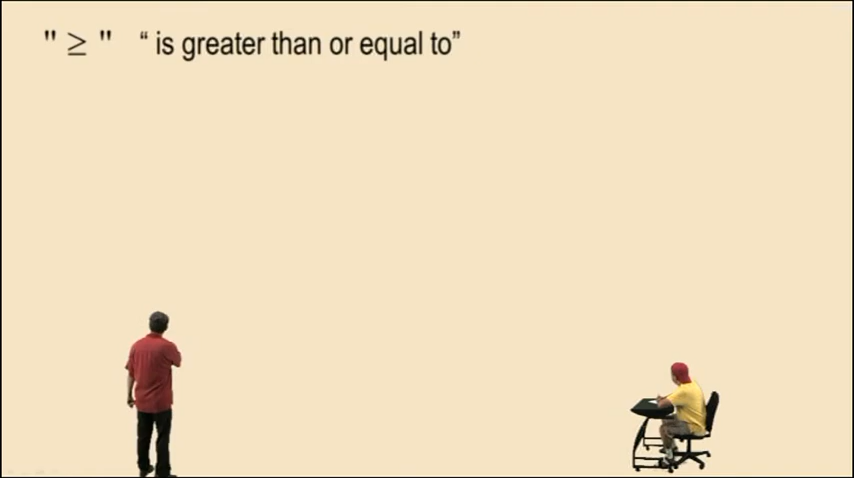 " ≥ " “ is greater than or equal to”